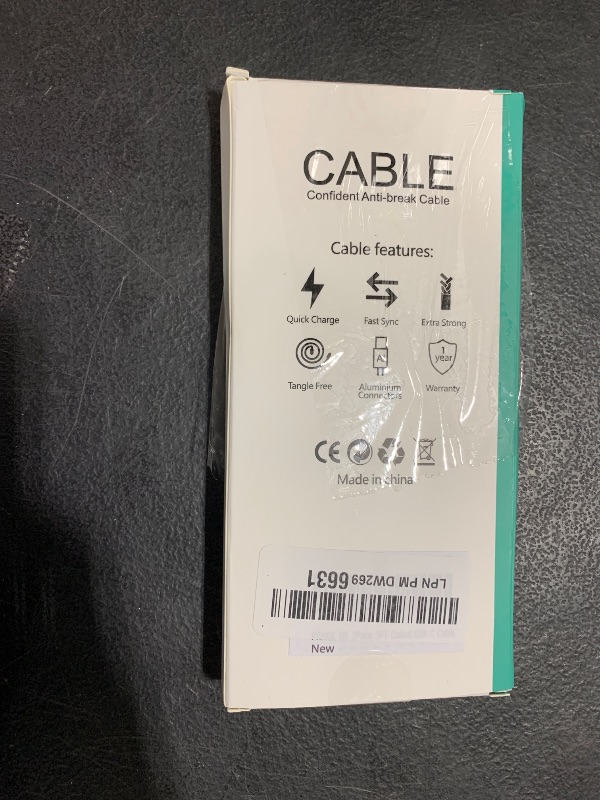 CABLE
Confident Anti-break Cable
Cable features:
Quick Charge
Fast Sync
Extra Strong
A
1
year
Tangle Free
Aluminium
Connectors
Warranty
CE
Made in china
LPN PM DW269 6631
New